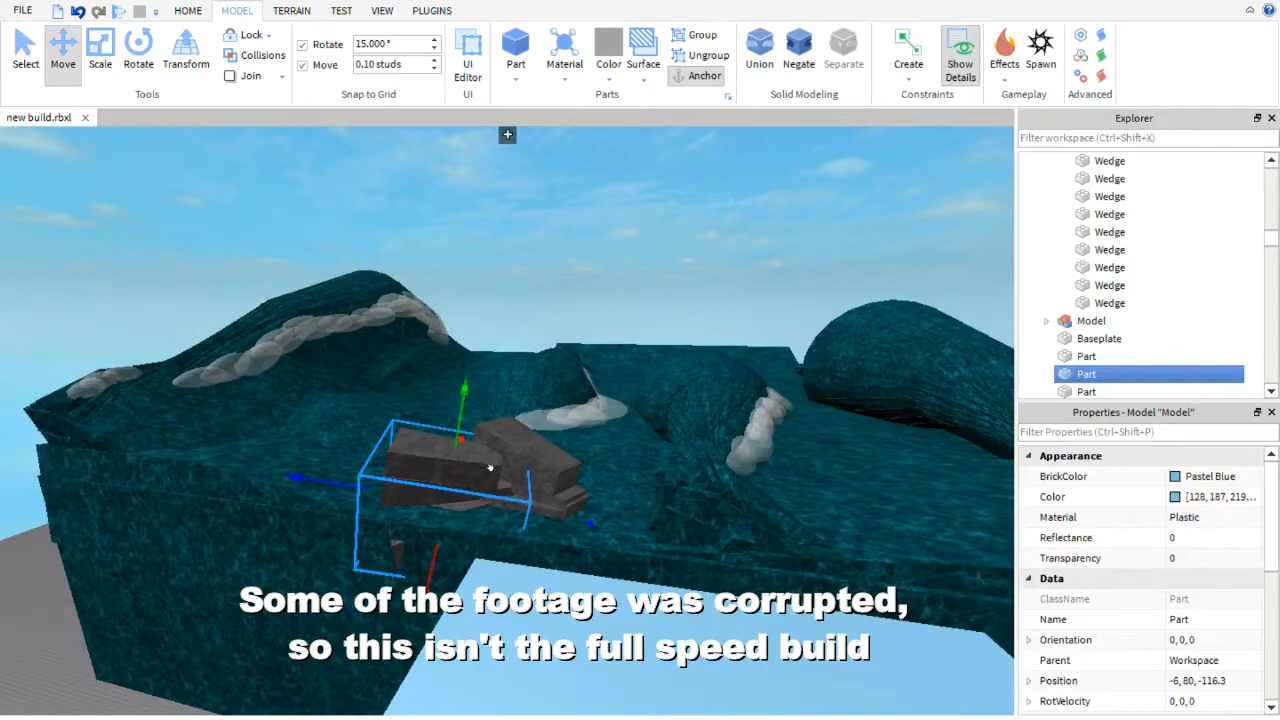 FILE HOME MODEL TERRAIN TEST VIEW PLUGINS
Select Move Scale Rotate Transform
Lock
Collisions
Join
Tools
Rotate 15.000 °
Move 0.10 studs
Snap to Grid
UI
Editor
UI
Part Material Color Surface
Group
Ungroup
Anchor
Parts
Union Negate Separate
Solid Modeling
Create
Show
Details
Constraints
Effects Spawn
Gameplay
Advanced
new build.rbxl
Explorer
Filter workspace (Ctrl+Shift+X)
Wedge
Wedge
Wedge
Wedge
Wedge
Wedge
Wedge
Wedge
Wedge
Model
Baseplate
Part
Part
Part
Properties - Model "Model"
Filter Properties (Ctrl+Shift+P)
Appearance
BrickColor Pastel Blue
Color [128, 187, 219...
Material Plastic
Reflectance 0
Transparency 0
Data
ClassName Part
Name Part
Orientation 0, 0, 0
Parent Workspace
Position -6, 80, -116.3
RotVelocity 0, 0, 0
Some of the footage was corrupted,
so this isn't the full speed build